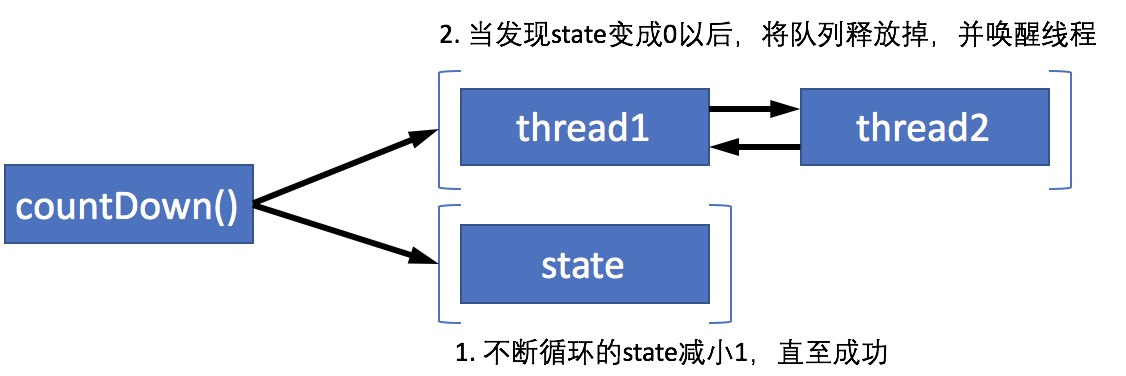 2. 当发现state变成0以后，将队列释放掉，并唤醒线程
thread1
thread2
countDown()
state
1. 不断循环的state减小1，直至成功